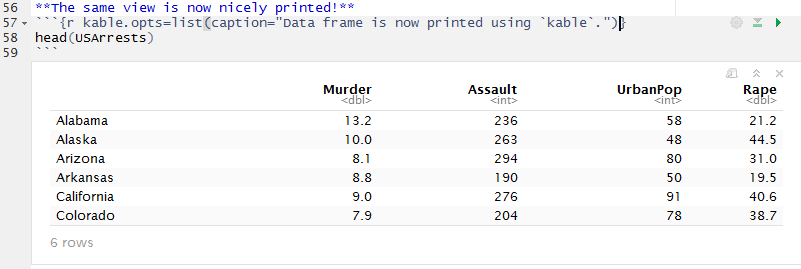 56 **The same view is now nicely printed!**
57 ```{r kable.opts=list(caption="Data frame is now printed using `kable`.")}
58 head(USArrests)
59 ```
Murder Assault UrbanPop Rape
<dbl> <int> <int> <dbl>
Alabama 13.2 236 58 21.2
Alaska 10.0 263 48 44.5
Arizona 8.1 294 80 31.0
Arkansas 8.8 190 50 19.5
California 9.0 276 91 40.6
Colorado 7.9 204 78 38.7
6 rows